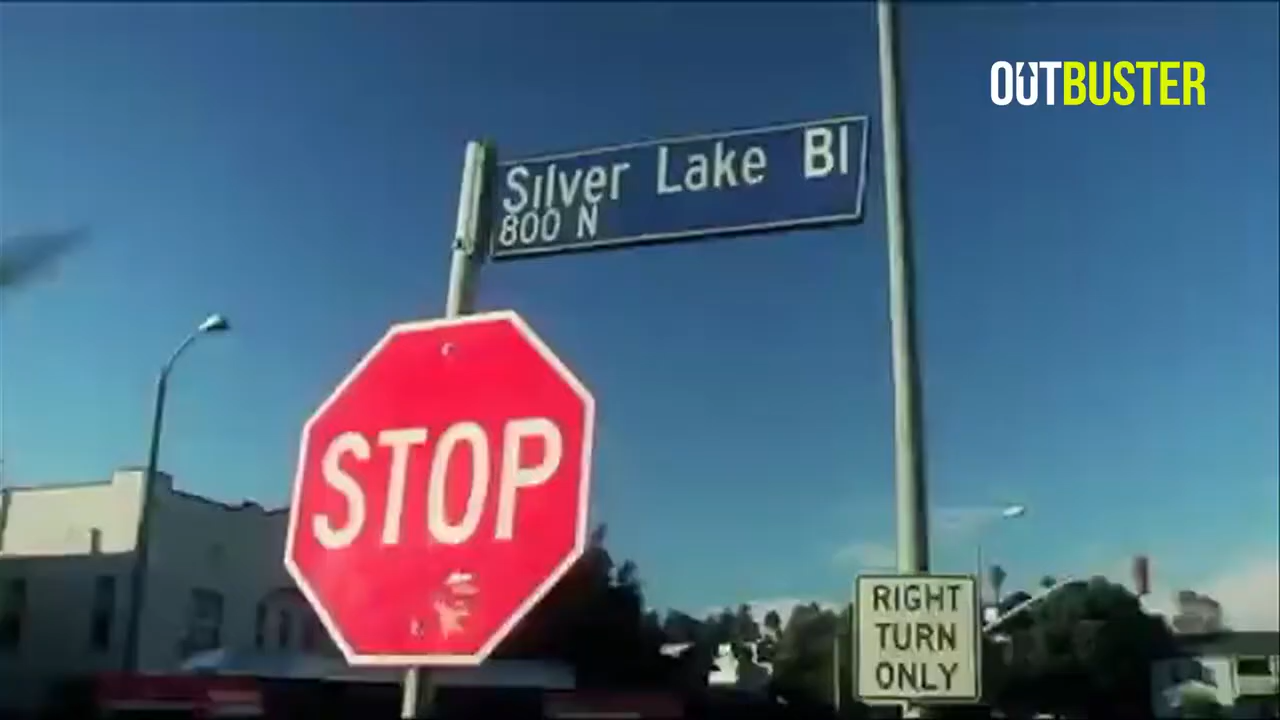 OUTBUSTER
Silver Lake Bl
800 N
STOP
RIGHT
TURN
ONLY